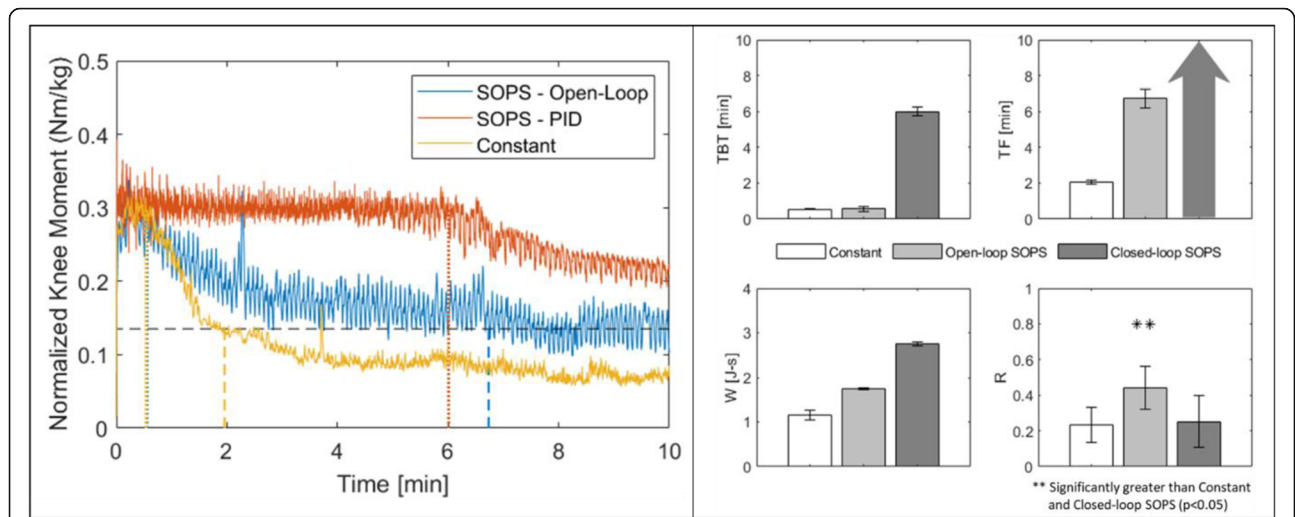 0.5
0.4
0.3
0.2
0.1
0
Normalized Knee Moment (Nm/kg)
SOPS - Open-Loop
SOPS - PID
Constant
0 2 4 6 8 10
Time [min]
10
8
6
4
2
0
TBT [min]
10
8
6
4
2
0
TF [min]
Constant Open-loop SOPS Closed-loop SOPS
4
3
2
1
0
W [J-s]
1
0.8
0.6
0.4
0.2
0
R
**
** Significantly greater than Constant
and Closed-loop SOPS (p<0.05)